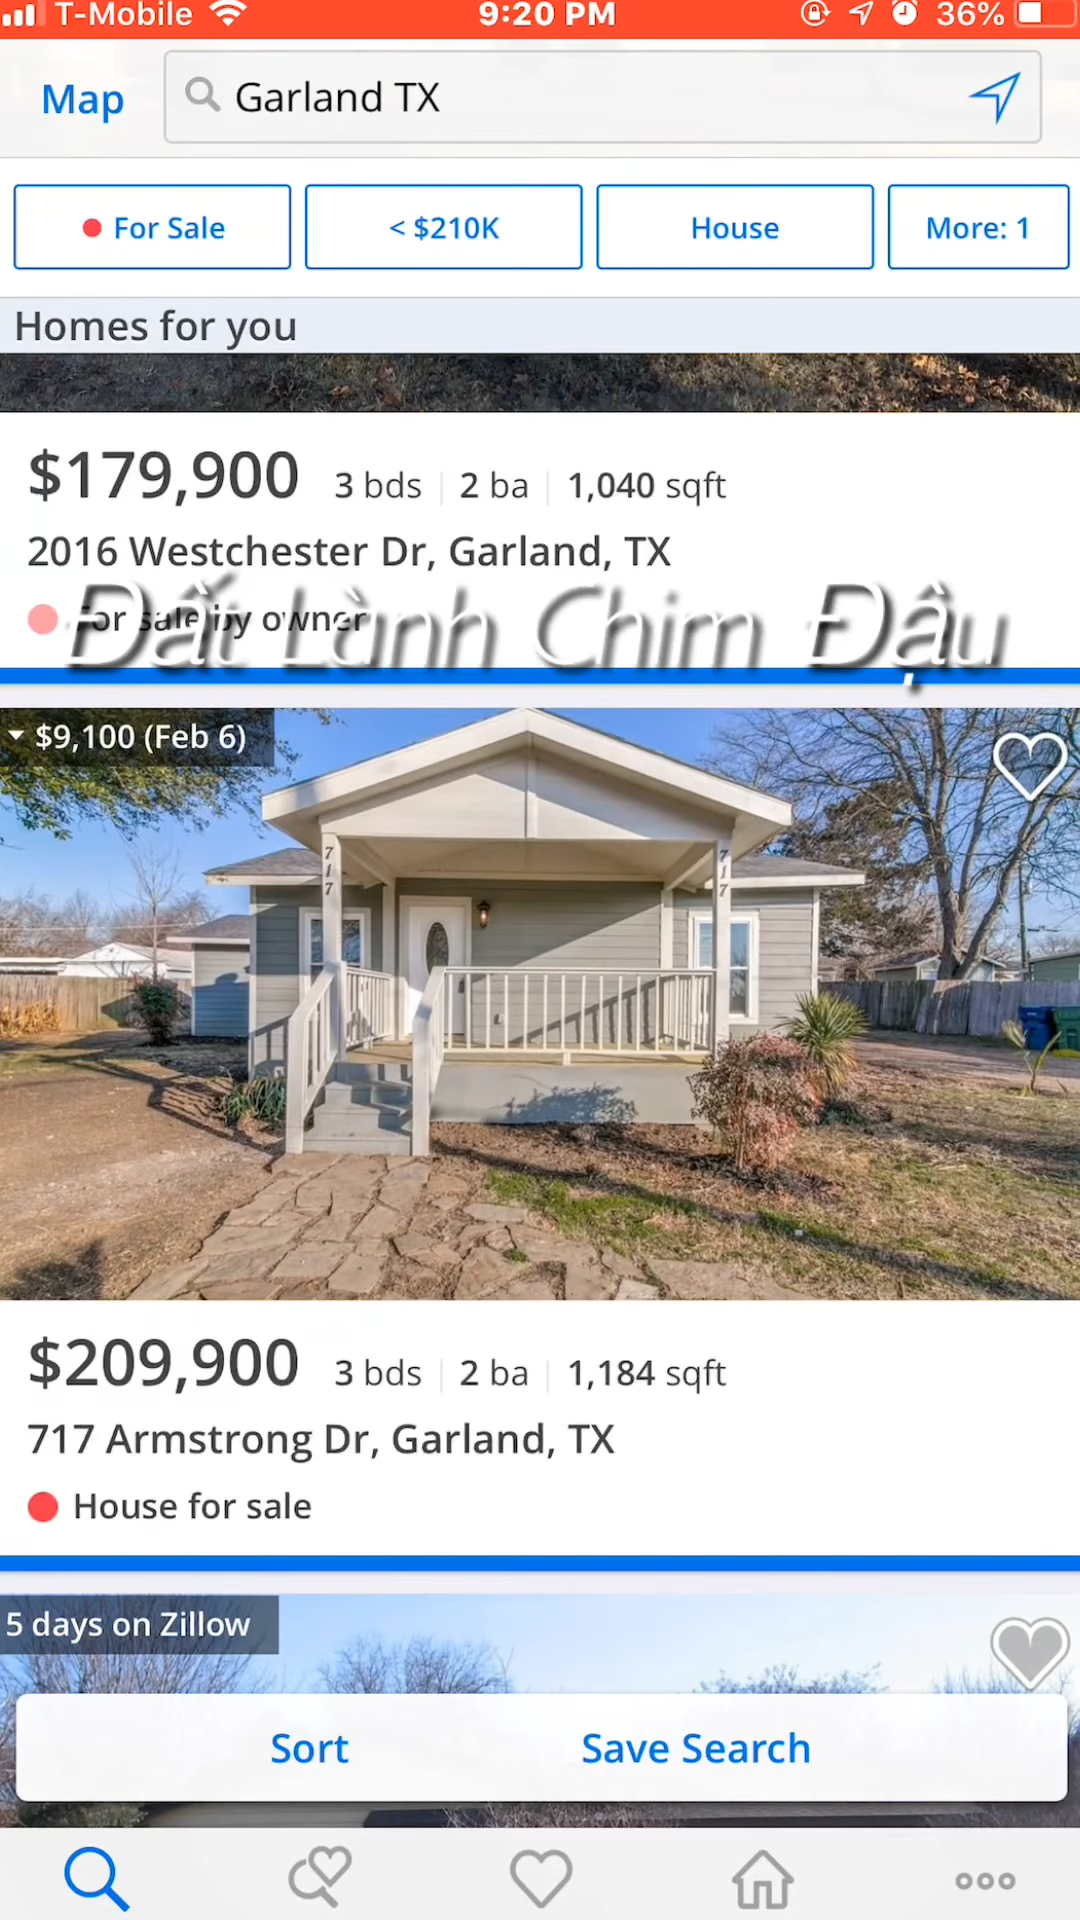 T-Mobile 9:20 PM 36%
Map Garland TX
For Sale < $210K House More: 1
Homes for you
$179,900 3 bds 2 ba 1,040 sqft
2016 Westchester Dr, Garland, TX
For sale by owner
Đất Lành Chim Đậu
$9,100 (Feb 6)
717 717
$209,900 3 bds 2 ba 1,184 sqft
717 Armstrong Dr, Garland, TX
House for sale
5 days on Zillow
Sort Save Search